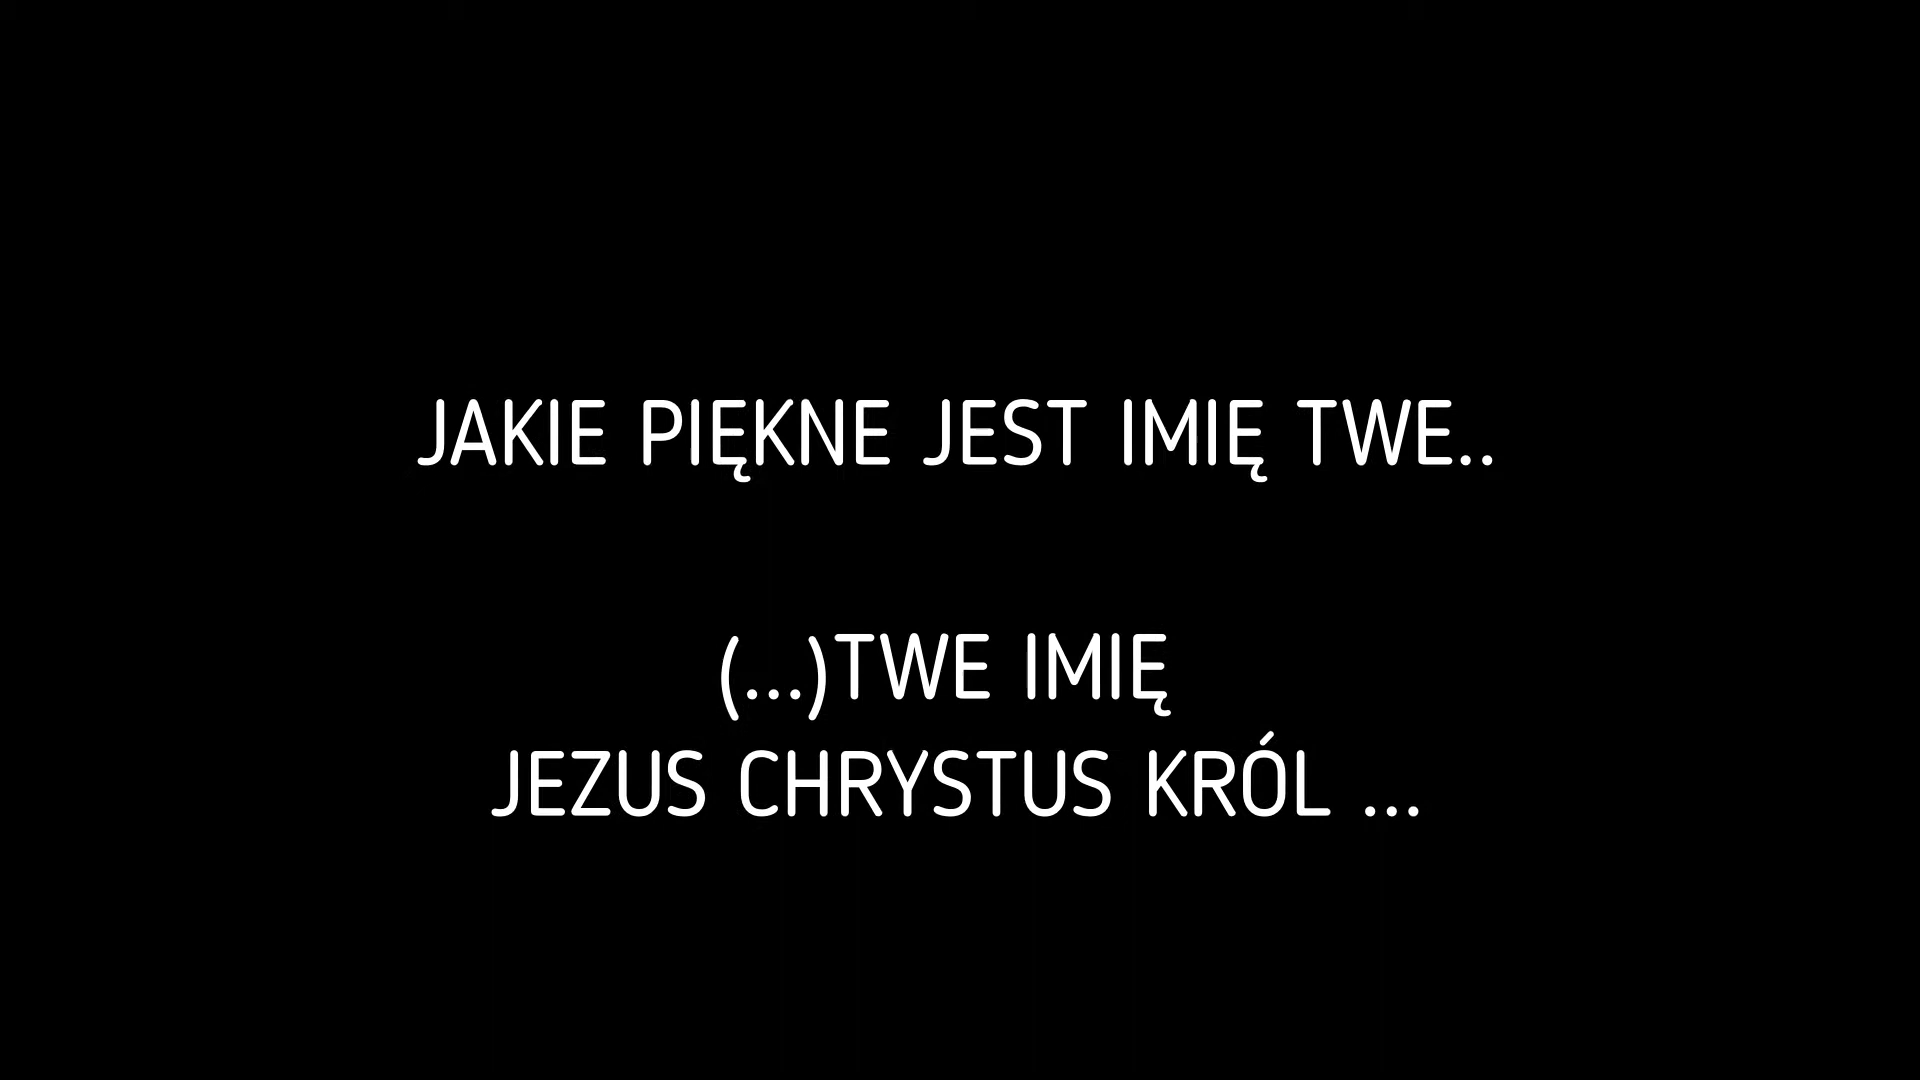 JAKIE PIĘKNE JEST IMIĘ TWE..
(...)TWE IMIĘ
JEZUS CHRYSTUS KRÓL ...